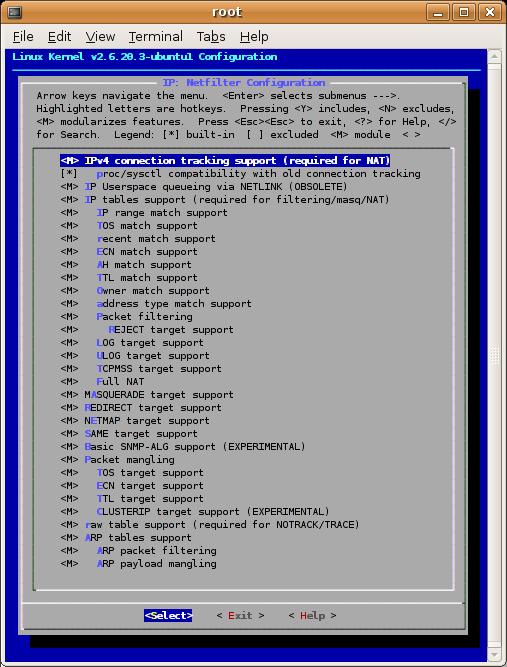 root
File Edit View Terminal Tabs Help
Linux Kernel v2.6.20.3-ubuntu1 Configuration
IP: Netfilter Configuration
Arrow keys navigate the menu. <Enter> selects submenus --->.
Highlighted letters are hotkeys. Pressing <Y> includes, <N> excludes,
<M> modularizes features. Press <Esc><Esc> to exit, <?> for Help, </>
for Search. Legend: [*] built-in [ ] excluded <M> module < >
<M> IPv4 connection tracking support (required for NAT)
[*] proc/sysctl compatibility with old connection tracking
<M> IP Userspace queueing via NETLINK (OBSOLETE)
<M> IP tables support (required for filtering/masq/NAT)
<M> IP range match support
<M> TOS match support
<M> recent match support
<M> ECN match support
<M> AH match support
<M> TTL match support
<M> Owner match support
<M> address type match support
<M> Packet filtering
<M> REJECT target support
<M> LOG target support
<M> ULOG target support
<M> TCPMSS target support
<M> Full NAT
<M> MASQUERADE target support
<M> REDIRECT target support
<M> NETMAP target support
<M> SAME target support
<M> Basic SNMP-ALG support (EXPERIMENTAL)
<M> Packet mangling
<M> TOS target support
<M> ECN target support
<M> TTL target support
<M> CLUSTERIP target support (EXPERIMENTAL)
<M> raw table support (required for NOTRACK/TRACE)
<M> ARP tables support
<M> ARP packet filtering
<M> ARP payload mangling
<Select> < Exit > < Help >